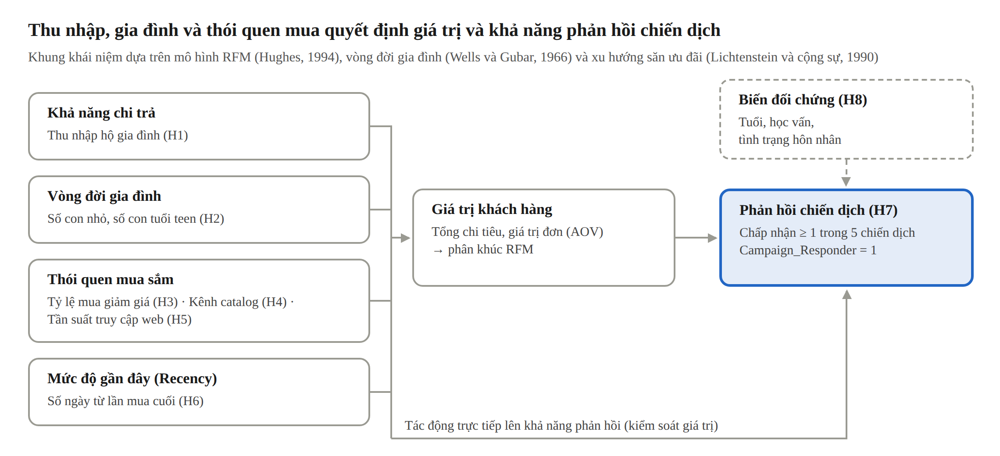 Thu nhập, gia đình và thói quen mua quyết định giá trị và khả năng phản hồi chiến dịch
Khung khái niệm dựa trên mô hình RFM (Hughes, 1994), vòng đời gia đình (Wells và Gubar, 1966) và xu hướng săn ưu đãi (Lichtenstein và cộng sự, 1990)
Khả năng chi trả
Thu nhập hộ gia đình (H1)
Vòng đời gia đình
Số con nhỏ, số con tuổi teen (H2)
Thói quen mua sắm
Tỷ lệ mua giảm giá (H3) · Kênh catalog (H4) ·
Tần suất truy cập web (H5)
Mức độ gần đây (Recency)
Số ngày từ lần mua cuối (H6)
Giá trị khách hàng
Tổng chi tiêu, giá trị đơn (AOV)
→ phân khúc RFM
Biến đối chứng (H8)
Tuổi, học vấn,
tình trạng hôn nhân
Phản hồi chiến dịch (H7)
Chấp nhận ≥ 1 trong 5 chiến dịch
Campaign_Responder = 1
Tác động trực tiếp lên khả năng phản hồi (kiểm soát giá trị)